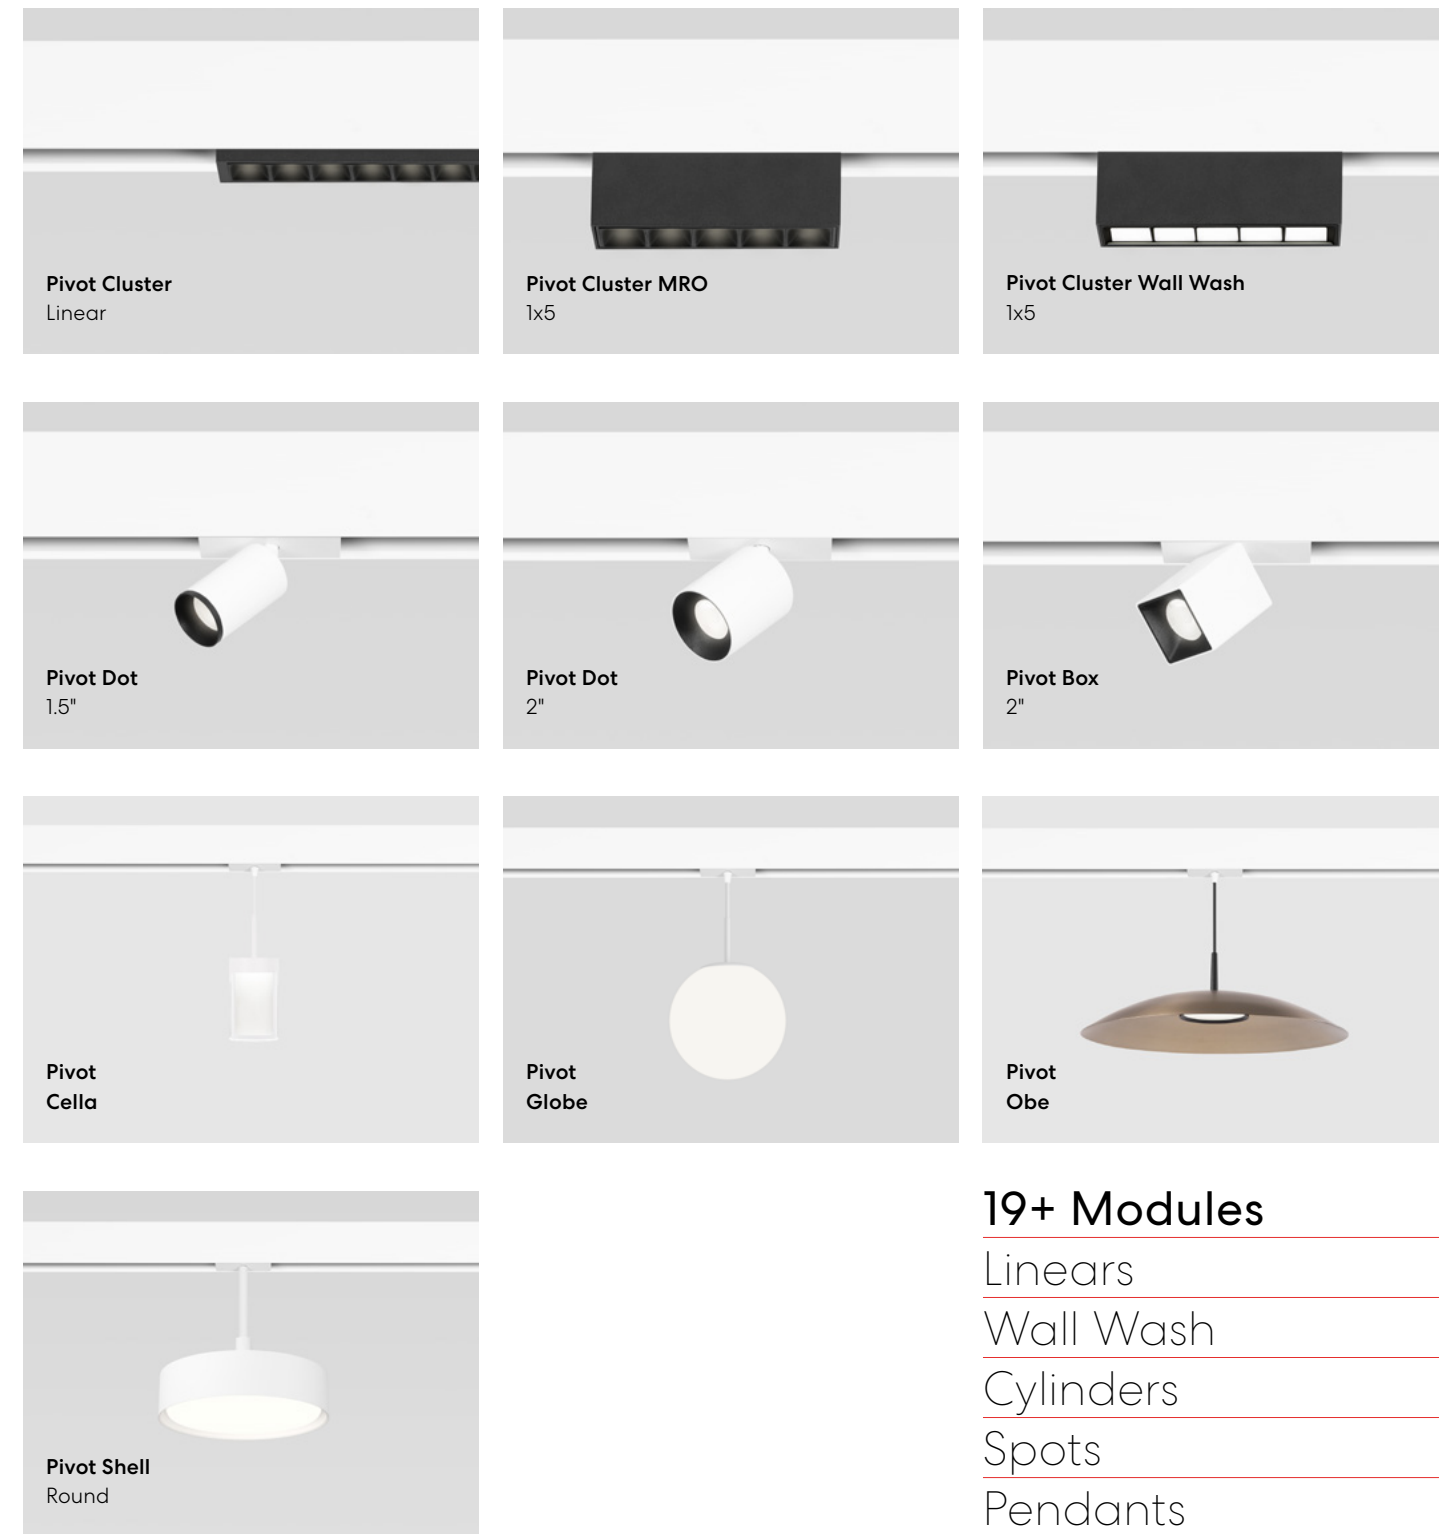 Pivot Cluster
Linear
Pivot Cluster MRO
1x5
Pivot Cluster Wall Wash
1x5
Pivot Dot
1.5"
Pivot Dot
2"
Pivot Box
2"
Pivot
Cella
Pivot
Globe
Pivot
Obe
Pivot Shell
Round
19+ Modules
Linears
Wall Wash
Cylinders
Spots
Pendants